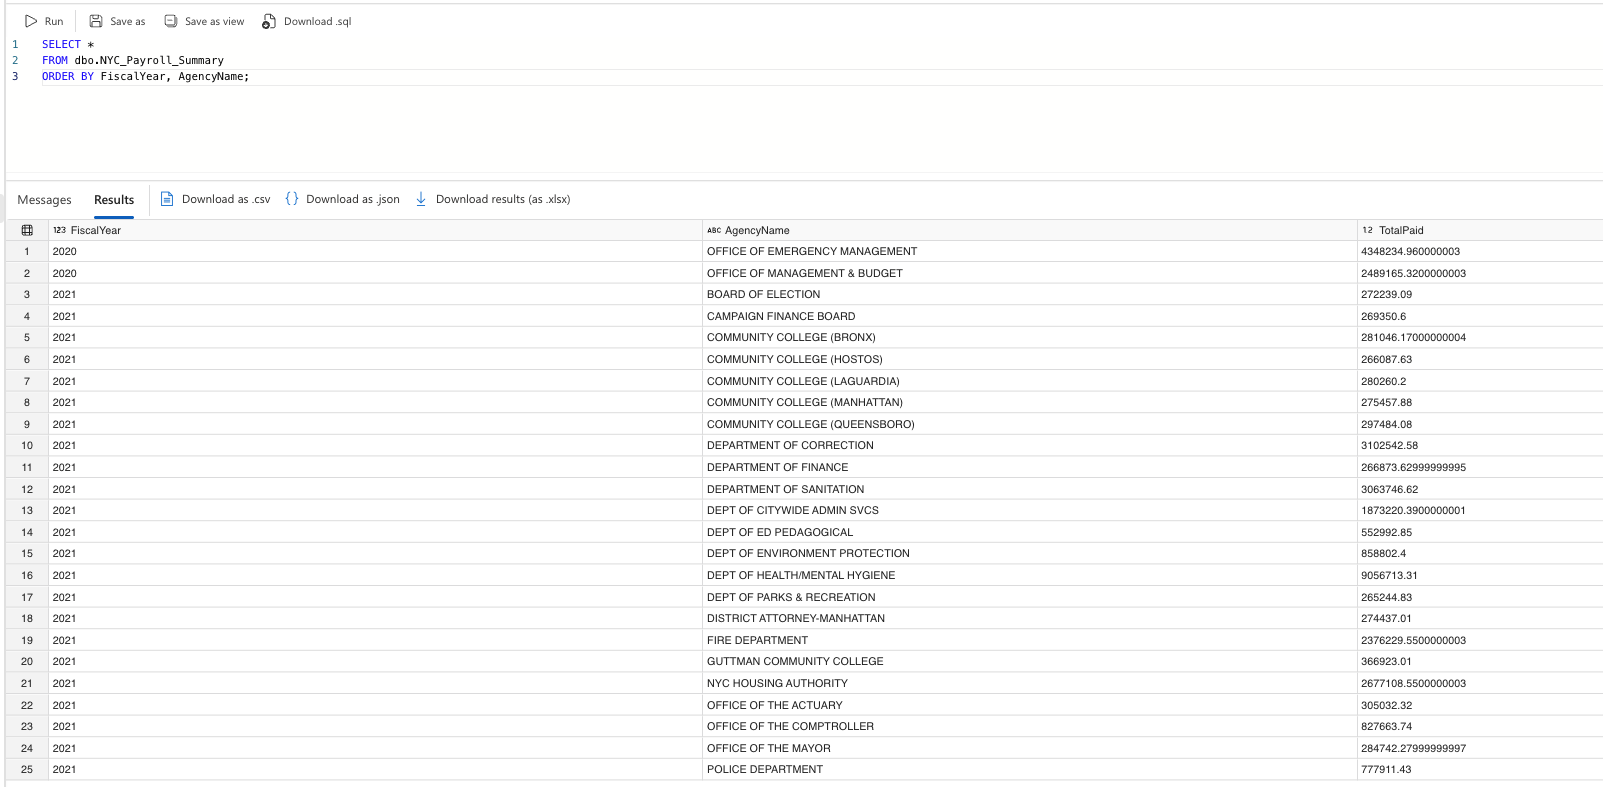 Run Save as Save as view Download .sql
1 SELECT *
2 FROM dbo.NYC_Payroll_Summary
3 ORDER BY FiscalYear, AgencyName;
Messages Results Download as .csv {} Download as .json Download results (as .xlsx)
123 FiscalYear ABC AgencyName 12 TotalPaid
1 2020 OFFICE OF EMERGENCY MANAGEMENT 4348234.960000003
2 2020 OFFICE OF MANAGEMENT & BUDGET 2489165.3200000003
3 2021 BOARD OF ELECTION 272239.09
4 2021 CAMPAIGN FINANCE BOARD 269350.6
5 2021 COMMUNITY COLLEGE (BRONX) 281046.17000000004
6 2021 COMMUNITY COLLEGE (HOSTOS) 266087.63
7 2021 COMMUNITY COLLEGE (LAGUARDIA) 280260.2
8 2021 COMMUNITY COLLEGE (MANHATTAN) 275457.88
9 2021 COMMUNITY COLLEGE (QUEENSBORO) 297484.08
10 2021 DEPARTMENT OF CORRECTION 3102542.58
11 2021 DEPARTMENT OF FINANCE 266873.62999999995
12 2021 DEPARTMENT OF SANITATION 3063746.62
13 2021 DEPT OF CITYWIDE ADMIN SVCS 1873220.3900000001
14 2021 DEPT OF ED PEDAGOGICAL 552992.85
15 2021 DEPT OF ENVIRONMENT PROTECTION 858802.4
16 2021 DEPT OF HEALTH/MENTAL HYGIENE 9056713.31
17 2021 DEPT OF PARKS & RECREATION 265244.83
18 2021 DISTRICT ATTORNEY-MANHATTAN 274437.01
19 2021 FIRE DEPARTMENT 2376229.5500000003
20 2021 GUTTMAN COMMUNITY COLLEGE 366923.01
21 2021 NYC HOUSING AUTHORITY 2677108.5500000003
22 2021 OFFICE OF THE ACTUARY 305032.32
23 2021 OFFICE OF THE COMPTROLLER 827663.74
24 2021 OFFICE OF THE MAYOR 284742.27999999997
25 2021 POLICE DEPARTMENT 777911.43